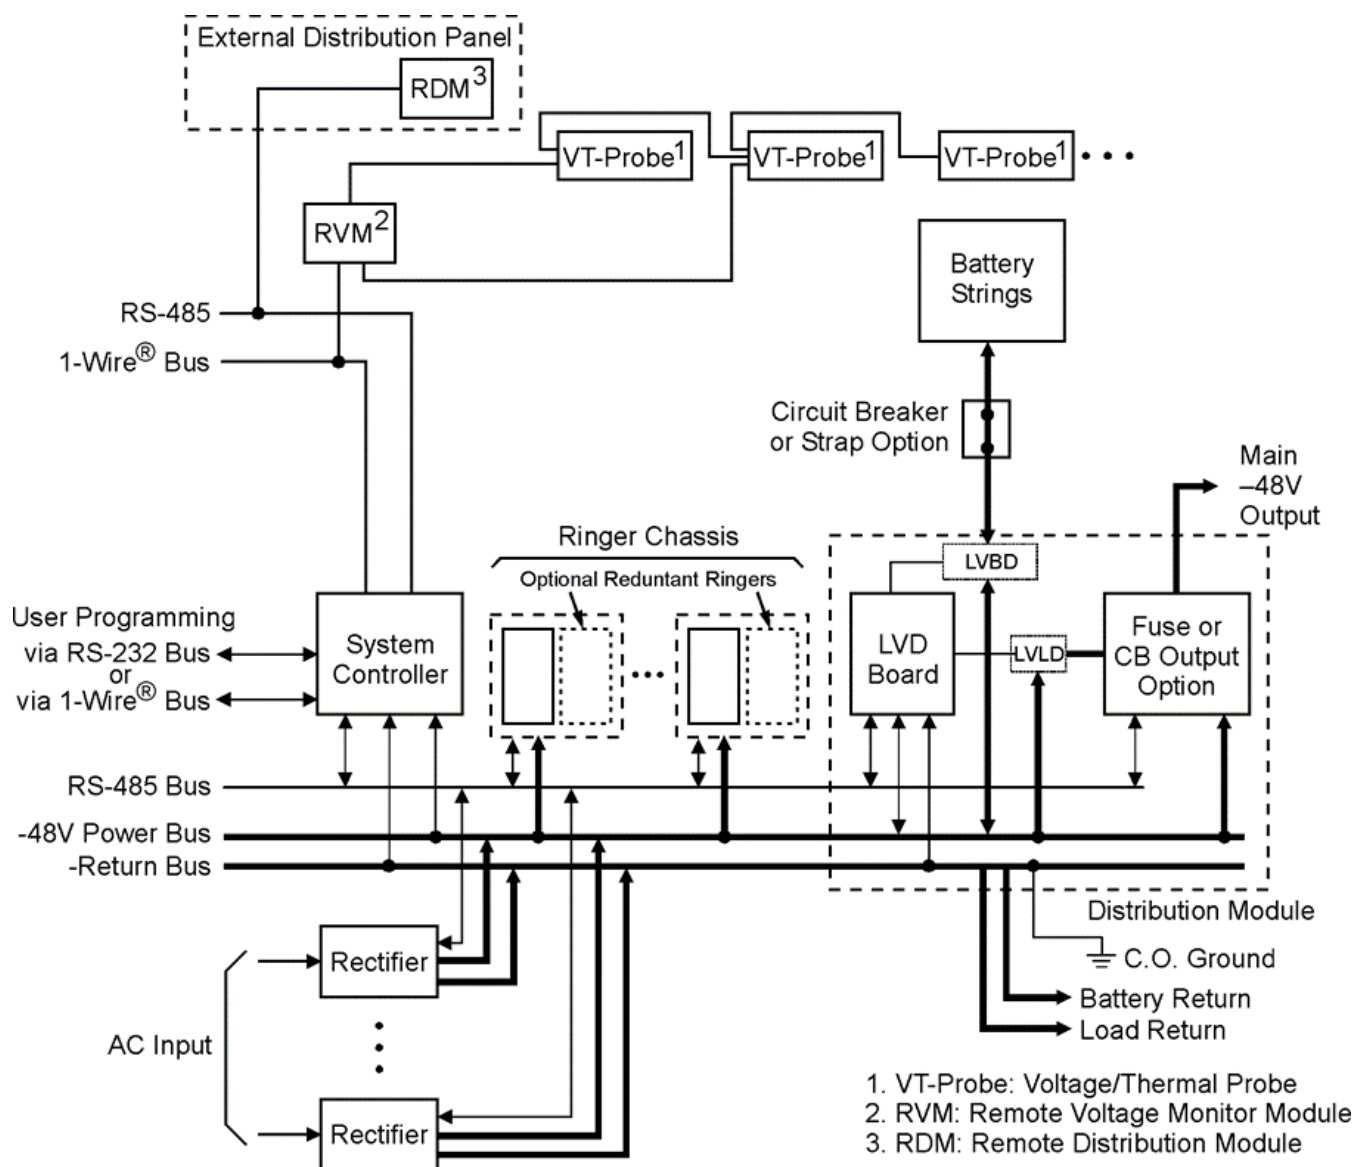 External Distribution Panel
RDM3
VT-Probe1
VT-Probe1
VT-Probe1
RVM2
Battery
Strings
RS-485
1-Wire® Bus
Circuit Breaker
or Strap Option
Main
–48V
Output
Ringer Chassis
Optional Reduntant Ringers
LVBD
User Programming
via RS-232 Bus
or
via 1-Wire® Bus
System
Controller
LVD
Board
LVLD
Fuse or
CB Output
Option
RS-485 Bus
-48V Power Bus
-Return Bus
Distribution Module
Rectifier
C.O. Ground
Battery Return
Load Return
AC Input
Rectifier
1. VT-Probe: Voltage/Thermal Probe
2. RVM: Remote Voltage Monitor Module
3. RDM: Remote Distribution Module